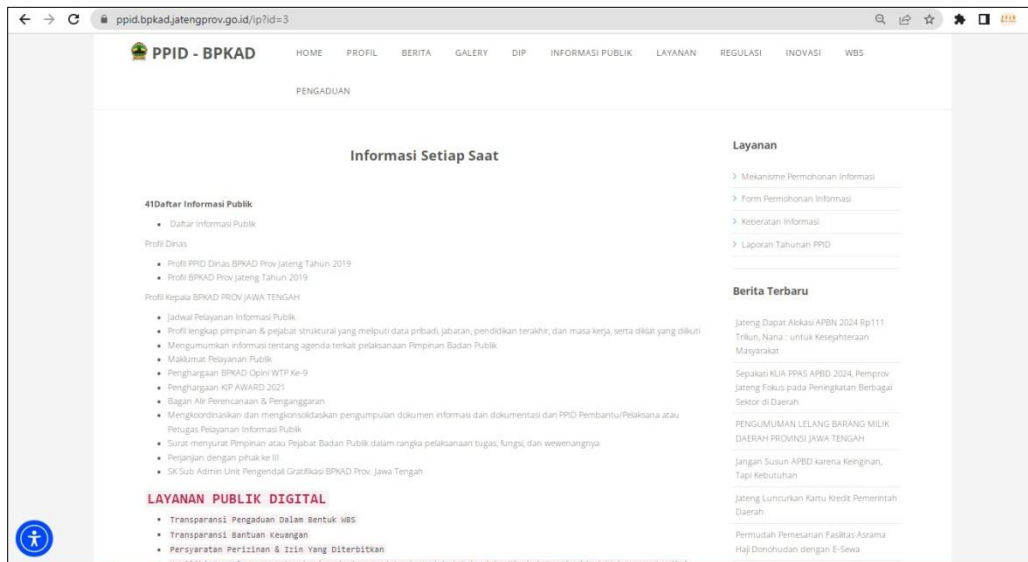 ppid.bpkad.jatengprov.go.id/ip?id=3
PPID - BPKAD
HOME PROFIL BERITA GALERY DIP INFORMASI PUBLIK LAYANAN REGULASI INOVASI WBS
PENGADUAN
Informasi Setiap Saat
41Daftar Informasi Publik
Daftar Informasi Publik
Profil Dinas
Profil PPID Dinas BPKAD Prov Jateng Tahun 2019
Profil BPKAD Prov Jateng Tahun 2019
Profil Kepala BPKAD PROV JAWA TENGAH
Jadwal Pelayanan Informasi Publik
Profil lengkap pimpinan & pejabat struktural yang meliputi data pribadi, jabatan, pendidikan terakhir, dan masa kerja, serta diklat yang diikuti
Mengumumkan informasi tentang agenda terkait pelaksanaan Pimpinan Badan Publik
Maklumat Pelayanan Publik
Penghargaan BPKAD Opini WTP Ke-9
Penghargaan KIP AWARD 2021
Bagan Alir Perencanaan & Penganggaran
Mengkoordinasikan dan mengkonsolidasikan pengumpulan dokumen informasi dan dokumentasi dari PPID Pembantu/Pelaksana atau
Petugas Pelayanan Informasi Publik
Surat menyurat Pimpinan atau Pejabat Badan Publik dalam rangka pelaksanaan tugas, fungsi, dan wewenangnya
Perjanjian dengan pihak ke III
SK Sub Admin Unit Pengendali Gratifikasi BPKAD Prov. Jawa Tengah
LAYANAN PUBLIK DIGITAL
Transparansi Pengaduan Dalam Bentuk WBS
Transparansi Bantuan Keuangan
Persyaratan Perizinan & Izin Yang Diterbitkan
Layanan
Mekanisme Permohonan Informasi
Form Permohonan Informasi
Keberatan Informasi
Laporan Tahunan PPID
Berita Terbaru
Jateng Dapat Alokasi APBN 2024 Rp111
Triliun, Nana : untuk Kesejahteraan
Masyarakat
Sepakati KUA PPAS APBD 2024, Pemprov
Jateng Fokus pada Peningkatan Berbagai
Sektor di Daerah
PENGUMUMAN LELANG BARANG MILIK
DAERAH PROVINSI JAWA TENGAH
Jangan Susun APBD karena Keinginan,
Tapi Kebutuhan
Jateng Luncurkan Kartu Kredit Pemerintah
Daerah
Permudah Pemesanan Fasilitas Asrama
Haji Donohudan dengan E-Sewa